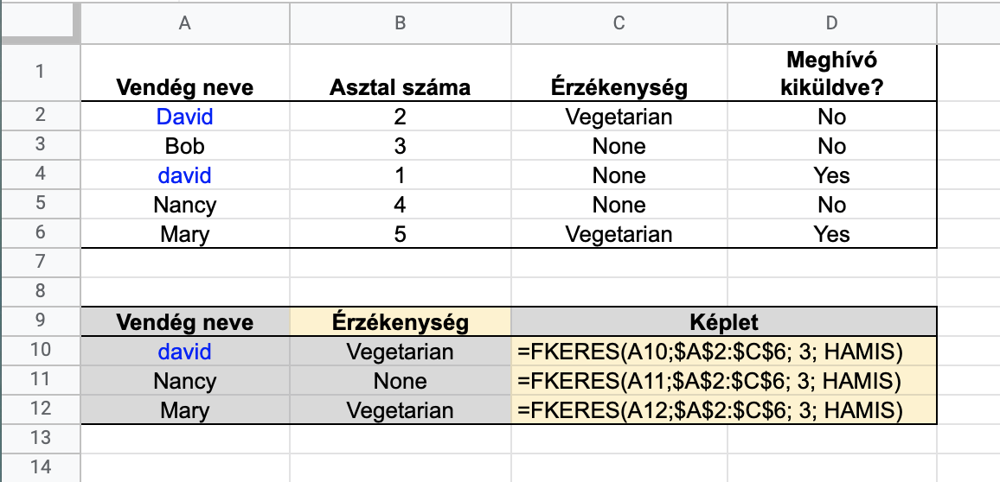 A B C D
1 Vendég neve Asztal száma Érzékenység Meghívó
kiküldve?
2 David 2 Vegetarian No
3 Bob 3 None No
4 david 1 None Yes
5 Nancy 4 None No
6 Mary 5 Vegetarian Yes
7
8
9 Vendég neve Érzékenység Képlet
10 david Vegetarian =FKERES(A10;$A$2:$C$6; 3; HAMIS)
11 Nancy None =FKERES(A11;$A$2:$C$6; 3; HAMIS)
12 Mary Vegetarian =FKERES(A12;$A$2:$C$6; 3; HAMIS)
13
14